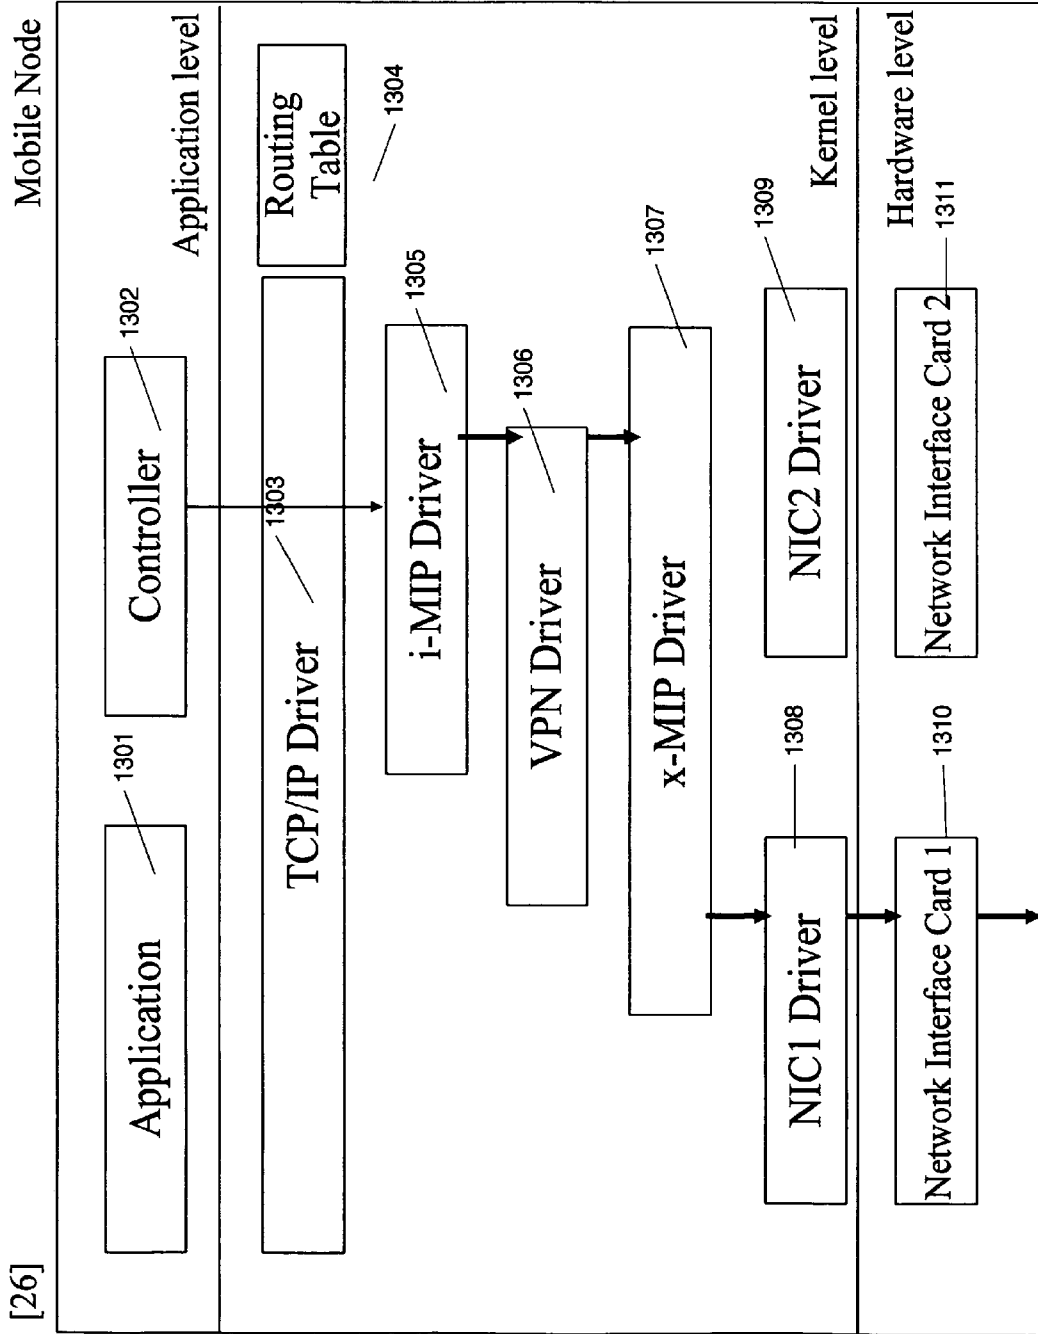 [26]
Mobile Node
Application
1301
Controller
1302
Application level
TCP/IP Driver
1303
Routing
Table
1304
i-MIP Driver
1305
VPN Driver
1306
x-MIP Driver
1307
NIC1 Driver
1308
NIC2 Driver
1309
Kernel level
Hardware level
Network Interface Card 1
1310
Network Interface Card 2
1311